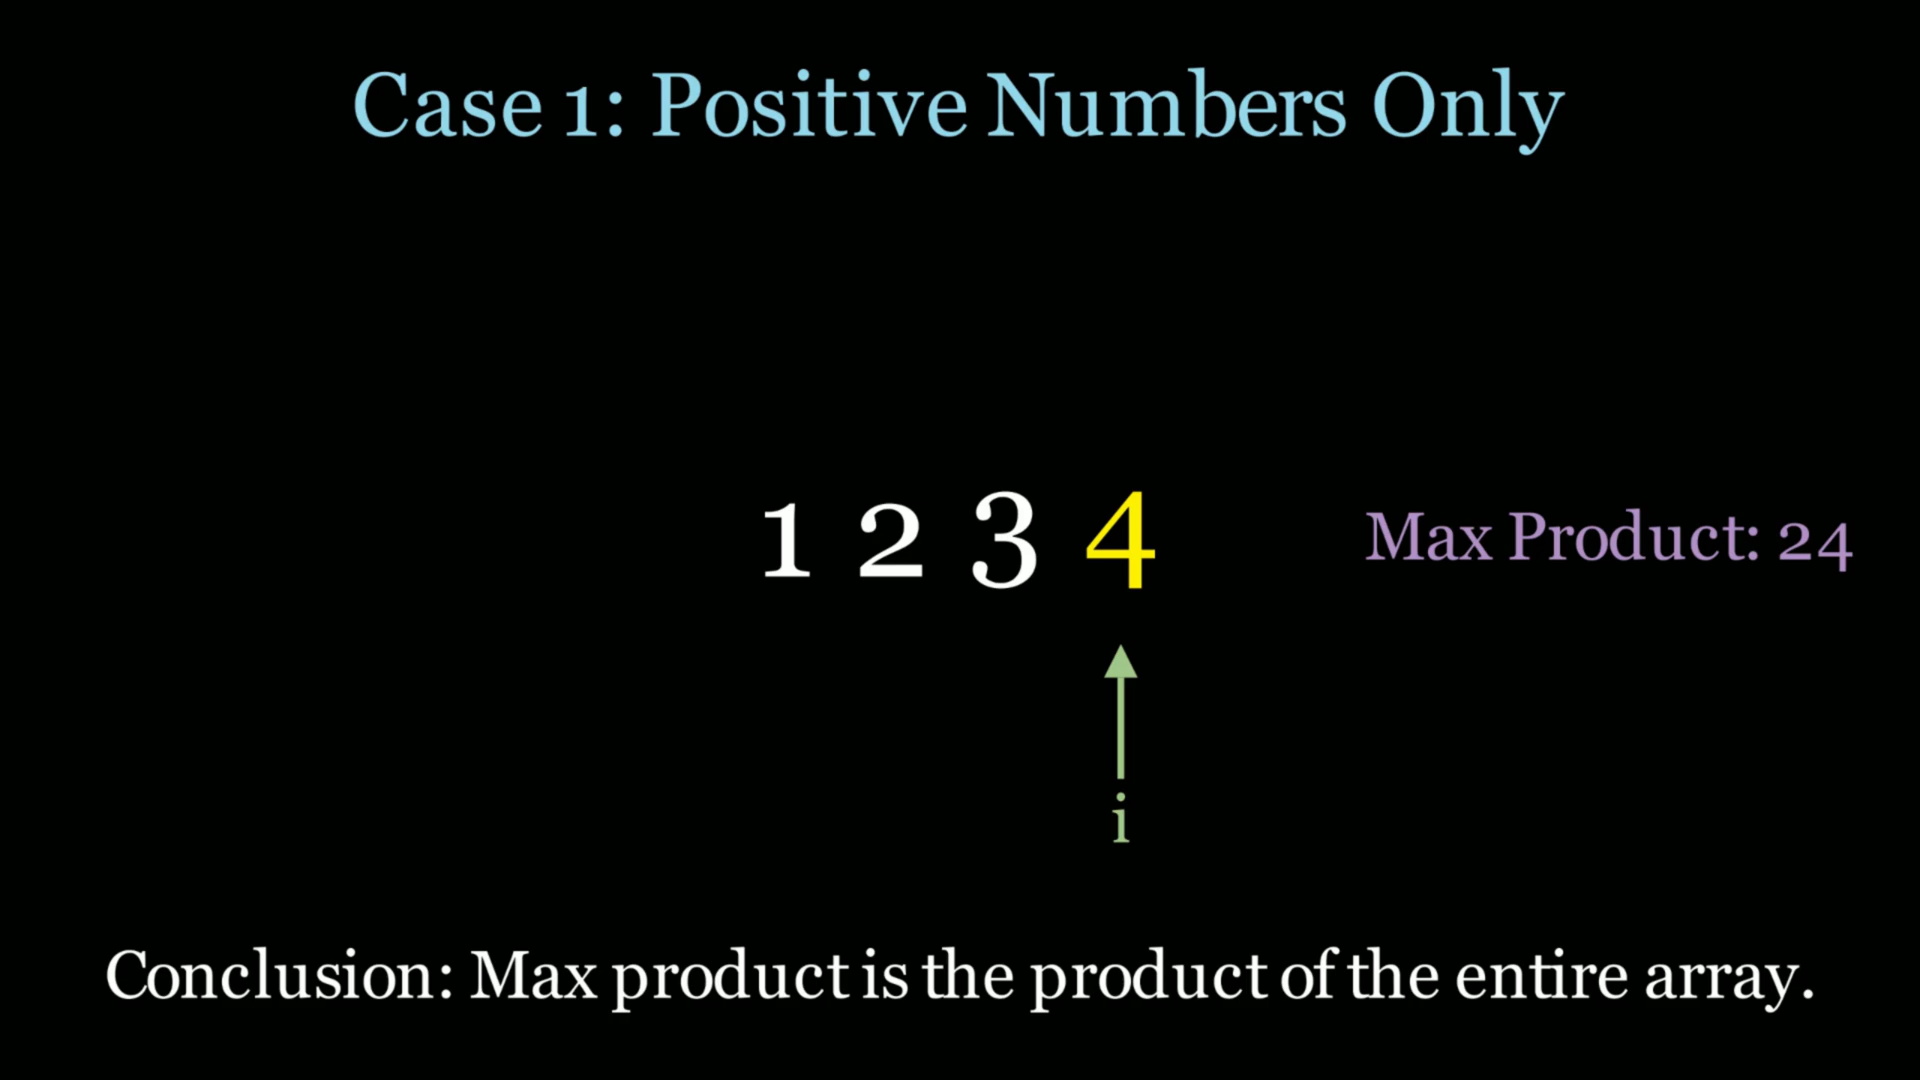 Case 1: Positive Numbers Only
1 2 3 4
Max Product: 24
i
Conclusion: Max product is the product of the entire array.